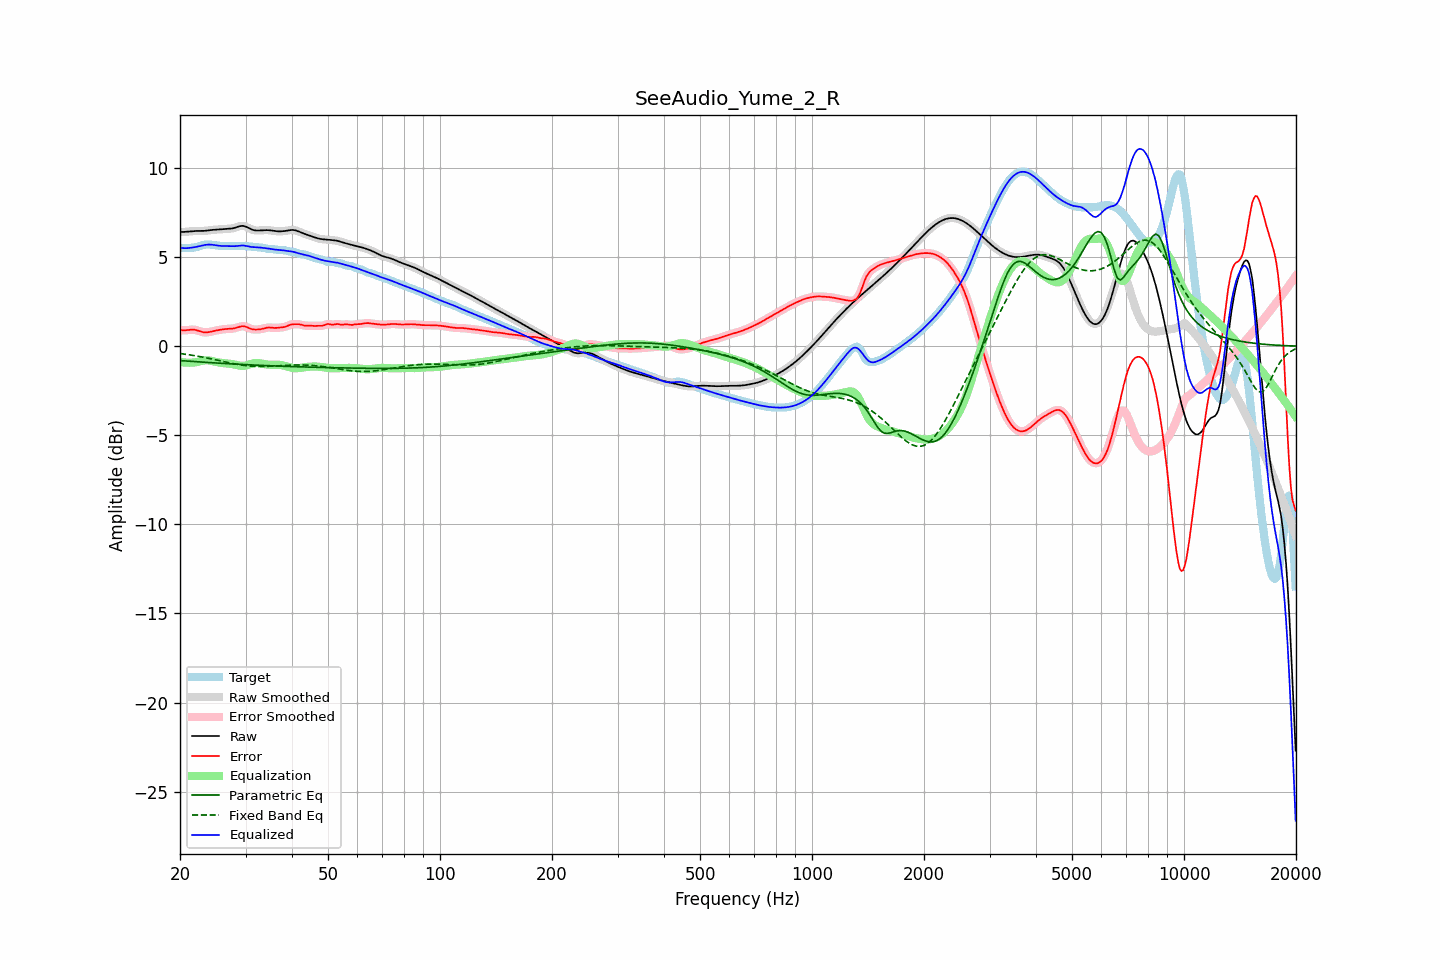 SeeAudio_Yume_2_R
Amplitude (dBr)
10
5
0
−5
−10
−15
−20
−25
Target
Raw Smoothed
Error Smoothed
Raw
Error
Equalization
Parametric Eq
Fixed Band Eq
Equalized
20 50 100 200 500 1000 2000 5000 10000 20000
Frequency (Hz)